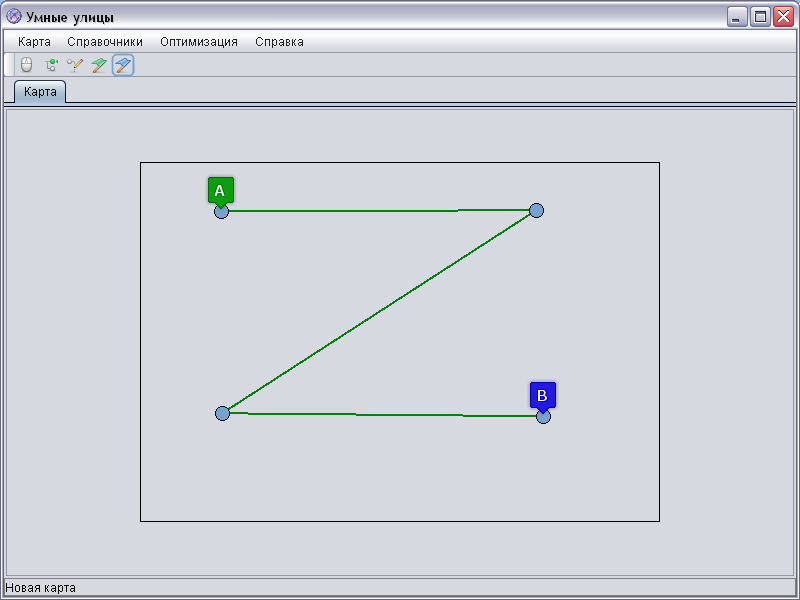 Умные улицы
Карта Справочники Оптимизация Справка
Карта
A
B
Новая карта